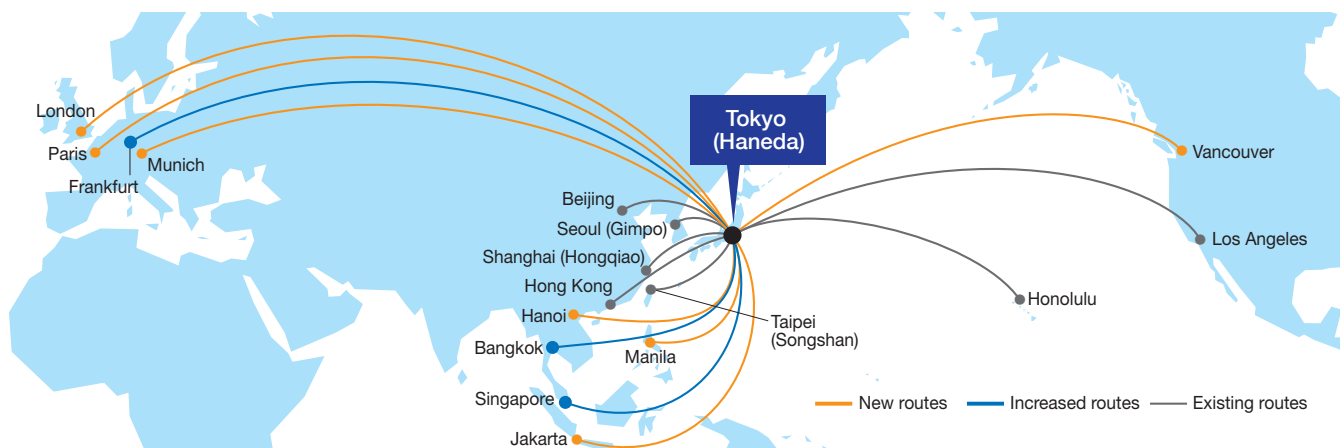 London
Paris
Munich
Frankfurt
Tokyo
(Haneda)
Vancouver
Beijing
Seoul (Gimpo)
Shanghai (Hongqiao)
Los Angeles
Hong Kong
Honolulu
Hanoi
Taipei
(Songshan)
Bangkok
Manila
Singapore
New routes
Increased routes
Existing routes
Jakarta